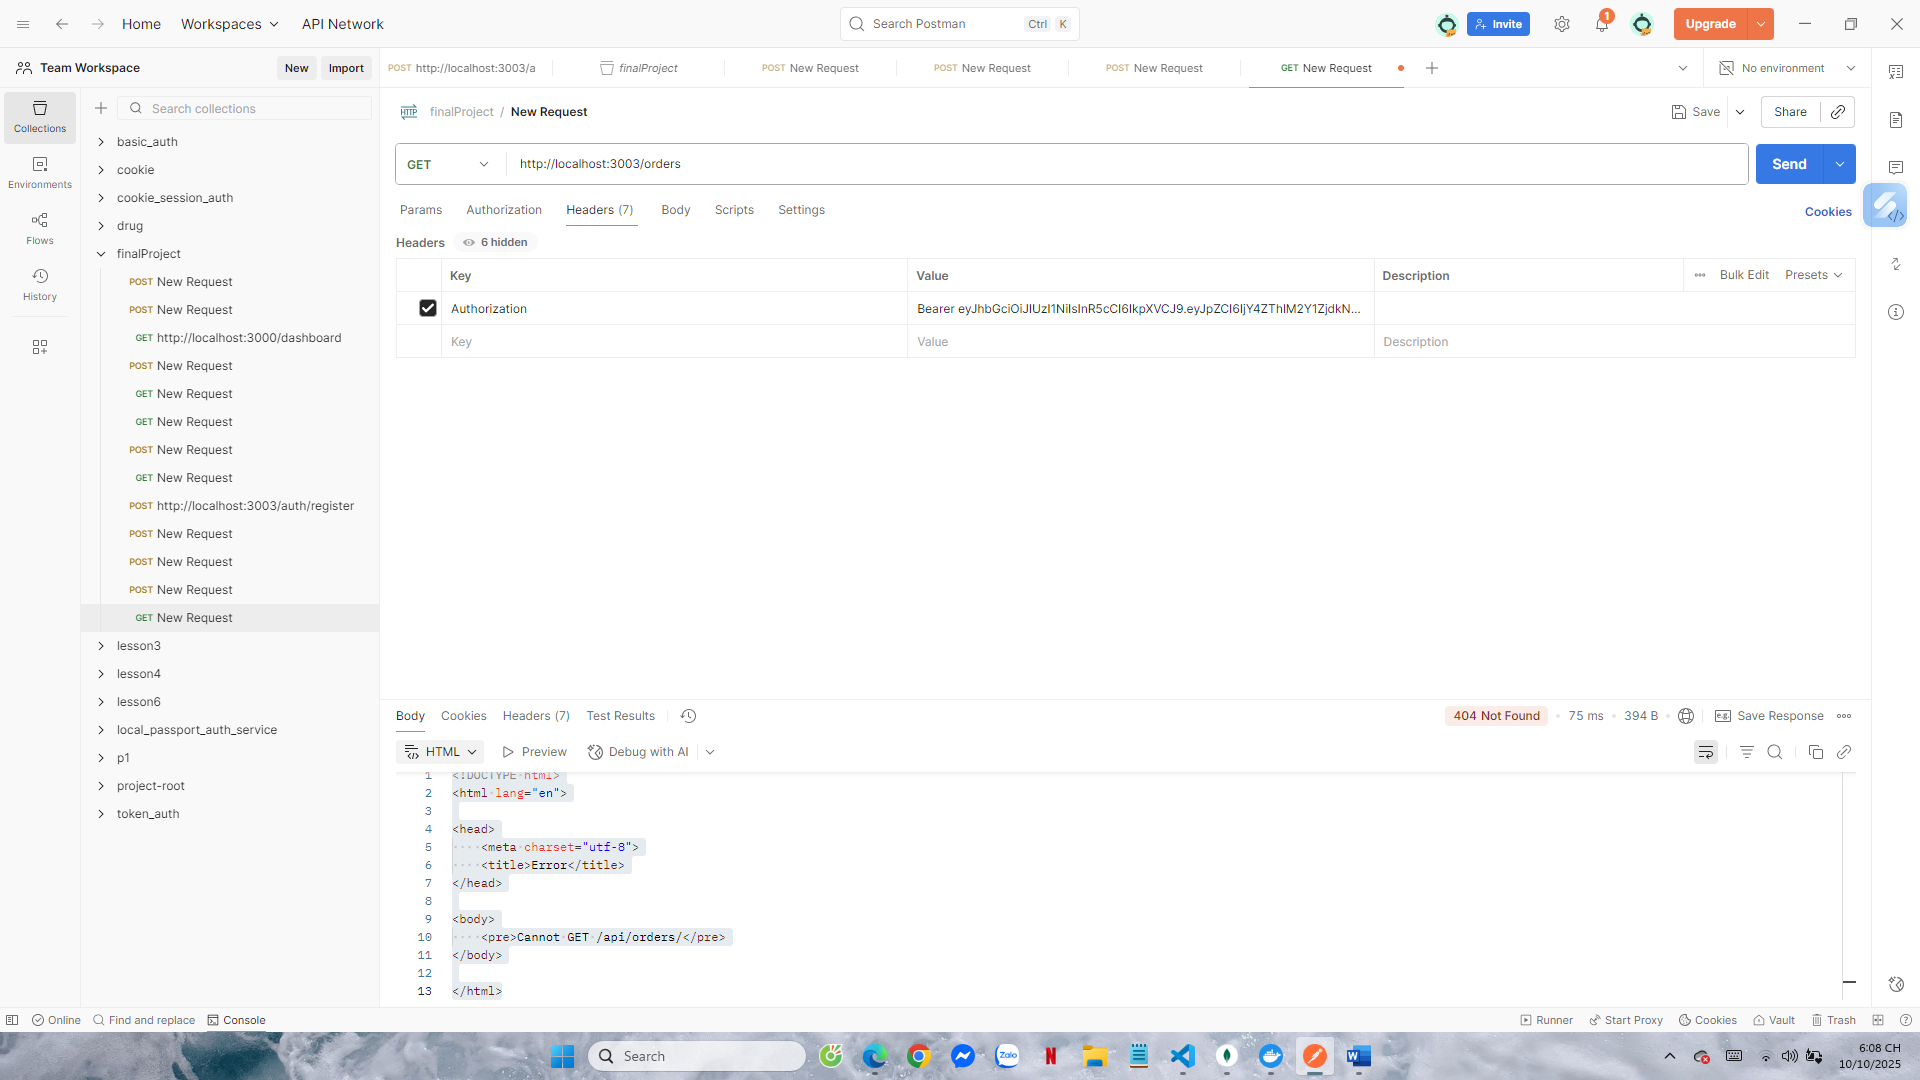 Home
Workspaces
API Network
Search Postman
Ctrl
K
Invite
1
Upgrade
Team Workspace
New
Import
POST http://localhost:3003/a
finalProject
POST New Request
POST New Request
POST New Request
GET New Request
No environment
Collections
Environments
Flows
History
Search collections
basic_auth
cookie
cookie_session_auth
drug
finalProject
POST New Request
POST New Request
GET http://localhost:3000/dashboard
POST New Request
GET New Request
GET New Request
POST New Request
GET New Request
POST http://localhost:3003/auth/register
POST New Request
POST New Request
POST New Request
GET New Request
lesson3
lesson4
lesson6
local_passport_auth_service
p1
project-root
token_auth
HTTP
finalProject / New Request
Save
Share
GET
http://localhost:3003/orders
Send
Params
Authorization
Headers (7)
Body
Scripts
Settings
Cookies
Headers
6 hidden
Key
Value
Description
Bulk Edit
Presets
Authorization
Bearer eyJhbGciOiJIUzI1NiIsInR5cCI6IkpXVCJ9.eyJpZCI6IjY4ZThlM2Y1ZjdkN...
Key
Value
Description
Body
Cookies
Headers (7)
Test Results
404 Not Found
75 ms
394 B
e.g.
Save Response
HTML
Preview
Debug with AI
1 <!DOCTYPE html>
2 <html lang="en">
3
4 <head>
5 <meta charset="utf-8">
6 <title>Error</title>
7 </head>
8
9 <body>
10 <pre>Cannot GET /api/orders/</pre>
11 </body>
12
13 </html>
Online
Find and replace
Console
Runner
Start Proxy
Cookies
Vault
Trash
Search
Zalo
N
W
6:08 CH
10/10/2025